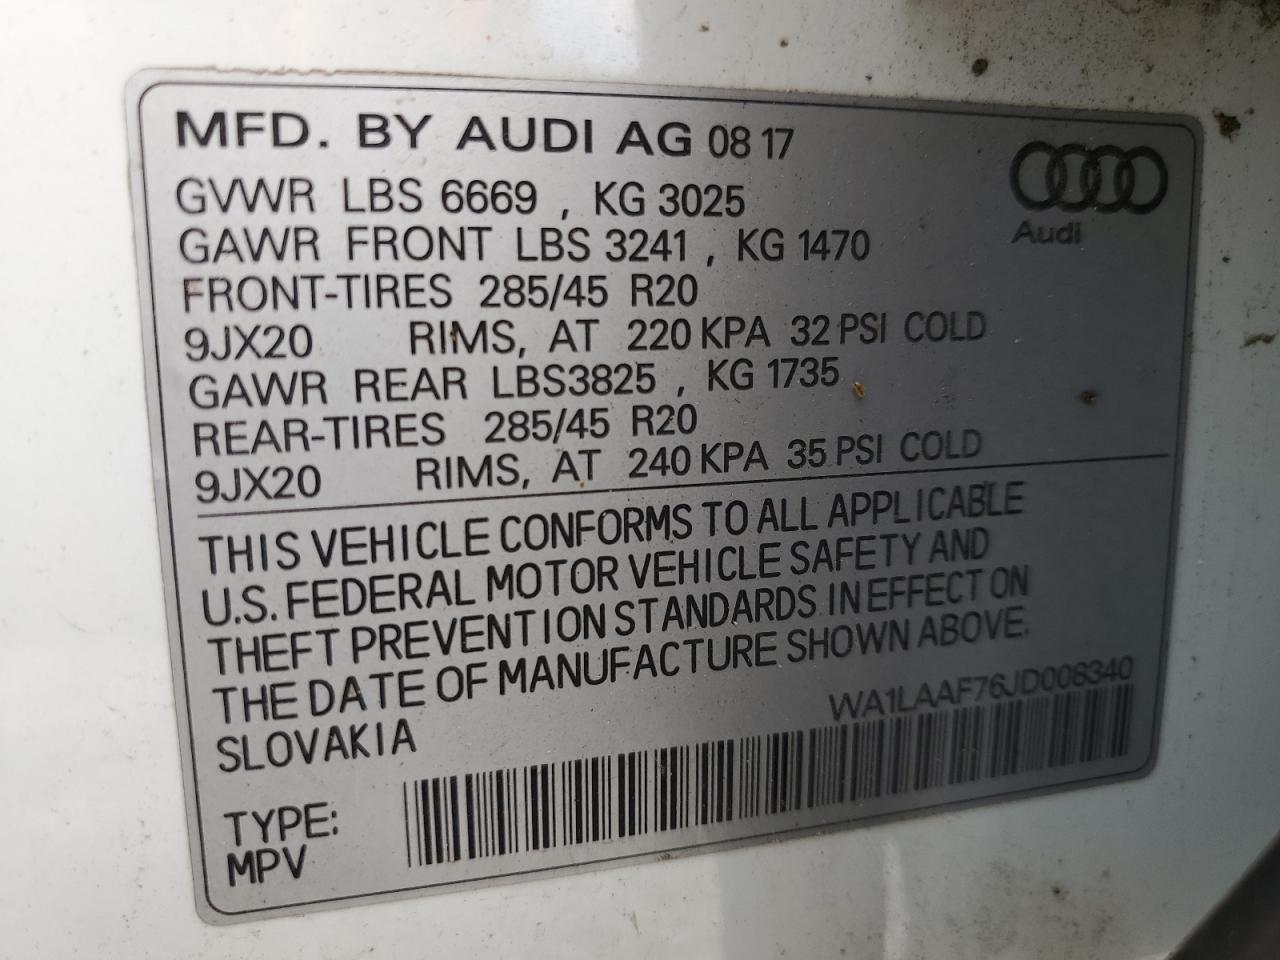 MFD. BY AUDI AG 08 17
GVWR LBS 6669 , KG 3025
GAWR FRONT LBS 3241 , KG 1470
FRONT-TIRES 285/45 R20
9JX20 RIMS, AT 220 KPA 32 PSI COLD
GAWR REAR LBS3825 , KG 1735
REAR-TIRES 285/45 R20
9JX20 RIMS, AT 240 KPA 35 PSI COLD
Audi
THIS VEHICLE CONFORMS TO ALL APPLICABLE
U.S. FEDERAL MOTOR VEHICLE SAFETY AND
THEFT PREVENTION STANDARDS IN EFFECT ON
THE DATE OF MANUFACTURE SHOWN ABOVE.
SLOVAKIA
WA1LAAF76JD008340
TYPE:
MPV